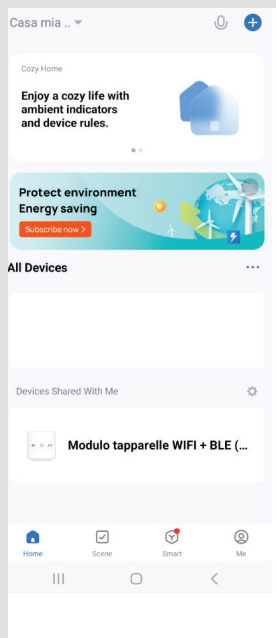 Casa mia ..
Cozy Home
Enjoy a cozy life with
ambient indicators
and device rules.
Protect environment
Energy saving
Subscribe now >
All Devices
Devices Shared With Me
Modulo tapparelle WIFI + BLE (...
Home
Scene
Smart
Me